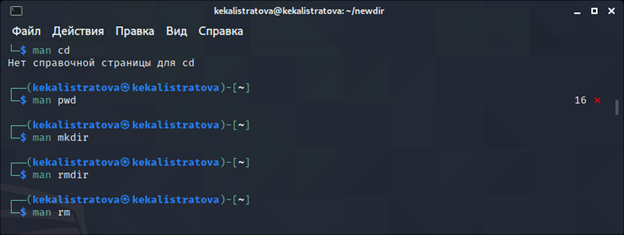 kekalistratova@kekalistratova: ~/newdir
Файл Действия Правка Вид Справка
└─$ man cd
Нет справочной страницы для cd
┌──(kekalistratova㉿kekalistratova)-[~]
└─$ man pwd 16 ⨯
┌──(kekalistratova㉿kekalistratova)-[~]
└─$ man mkdir
┌──(kekalistratova㉿kekalistratova)-[~]
└─$ man rmdir
┌──(kekalistratova㉿kekalistratova)-[~]
└─$ man rm